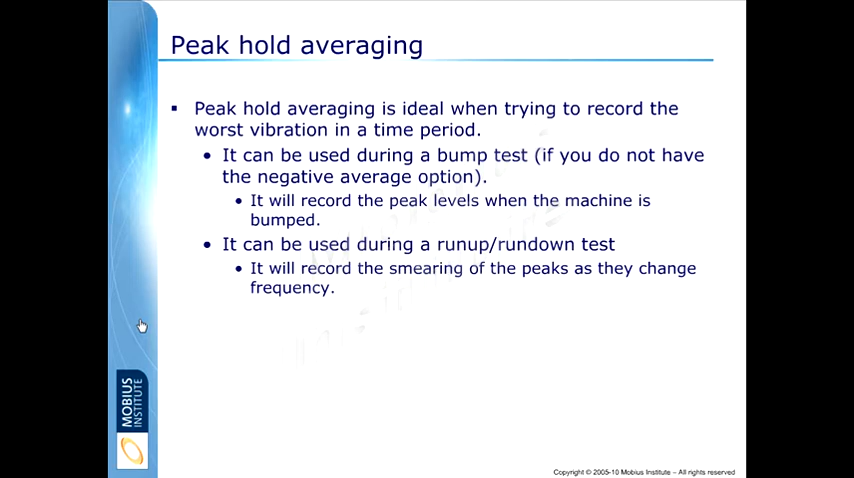 Peak hold averaging
▪ Peak hold averaging is ideal when trying to record the
worst vibration in a time period.
• It can be used during a bump test (if you do not have
the negative average option).
• It will record the peak levels when the machine is
bumped.
• It can be used during a runup/rundown test
• It will record the smearing of the peaks as they change
frequency.
MOBIUS
INSTITUTE
Copyright © 2005-10 Mobius Institute – All rights reserved